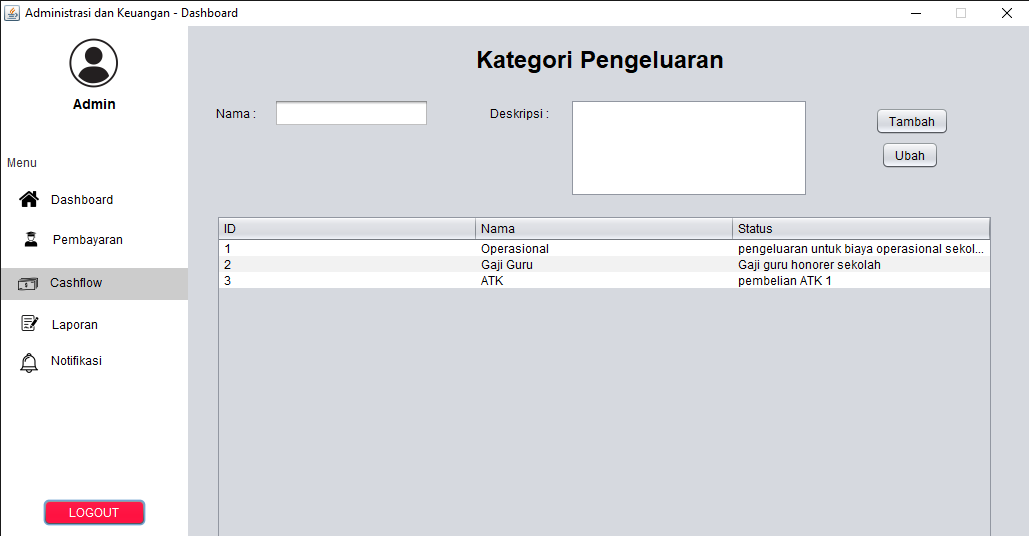 Administrasi dan Keuangan - Dashboard
Admin
Menu
Dashboard
Pembayaran
Cashflow
Laporan
Notifikasi
LOGOUT
Kategori Pengeluaran
Nama :
Deskripsi :
Tambah
Ubah
ID Nama Status
1 Operasional pengeluaran untuk biaya operasional sekol...
2 Gaji Guru Gaji guru honorer sekolah
3 ATK pembelian ATK 1